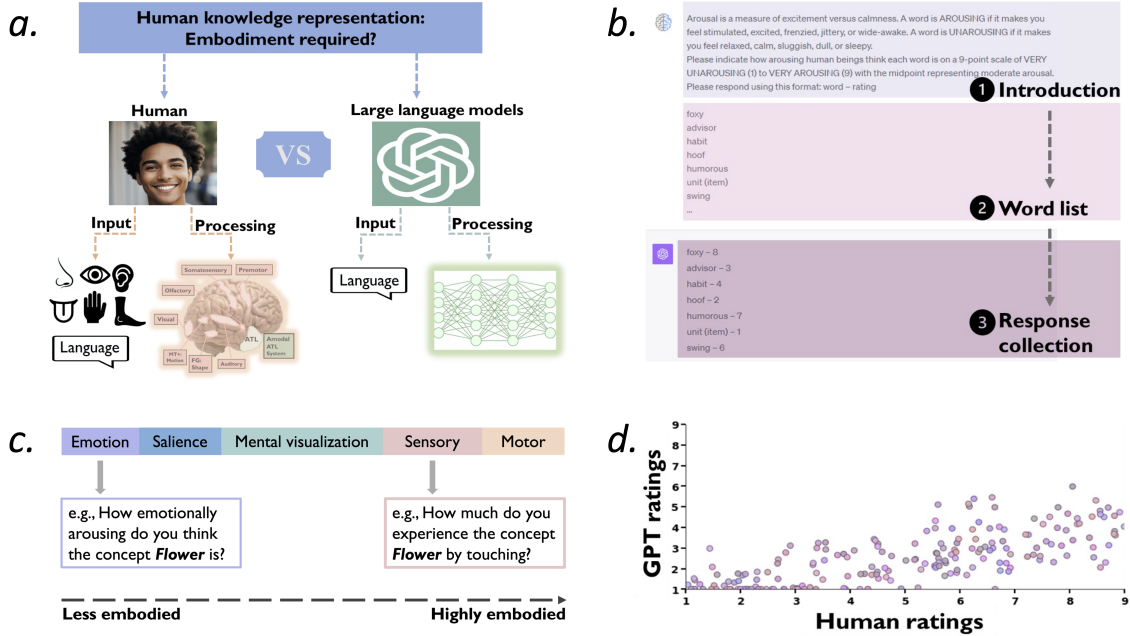 a.
Human knowledge representation:
Embodiment required?
Human
Large language models
VS
Input
Processing
Input
Processing
Language
Language
Somatosensory
Premotor
Olfactory
Visual
MT+:
Motion
FG:
Shape
Auditory
ATL
Amodal
ATL
System
b.
Arousal is a measure of excitement versus calmness. A word is AROUSING if it makes you
feel stimulated, excited, frenzied, jittery, or wide-awake. A word is UNAROUSING if it makes
you feel relaxed, calm, sluggish, dull, or sleepy.
Please indicate how arousing human beings think each word is on a 9-point scale of VERY
UNAROUSING (1) to VERY AROUSING (9) with the midpoint representing moderate arousal.
Please respond using this format: word – rating
1 Introduction
foxy
advisor
habit
hoof
humorous
unit (item)
swing
...
2 Word list
foxy – 8
advisor – 3
habit – 4
hoof – 2
humorous – 7
unit (item) – 1
swing – 6
3 Response
collection
c.
Emotion
Salience
Mental visualization
Sensory
Motor
e.g., How emotionally
arousing do you think
the concept Flower is?
e.g., How much do you
experience the concept
Flower by touching?
Less embodied
Highly embodied
d.
GPT ratings
9
8
7
6
5
4
3
2
1
1 2 3 4 5 6 7 8 9
Human ratings